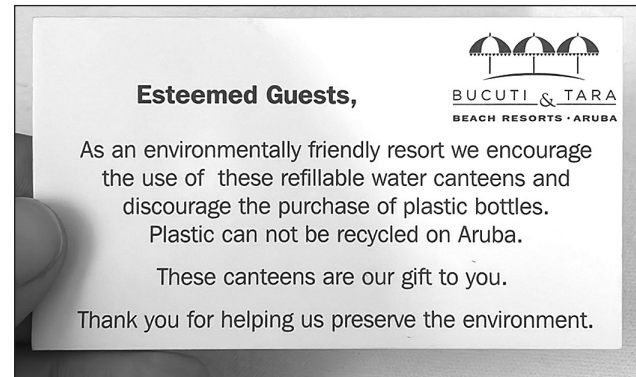 BUCUTI & TARA
BEACH RESORTS • ARUBA
Esteemed Guests,
As an environmentally friendly resort we encourage
the use of these refillable water canteens and
discourage the purchase of plastic bottles.
Plastic can not be recycled on Aruba.
These canteens are our gift to you.
Thank you for helping us preserve the environment.